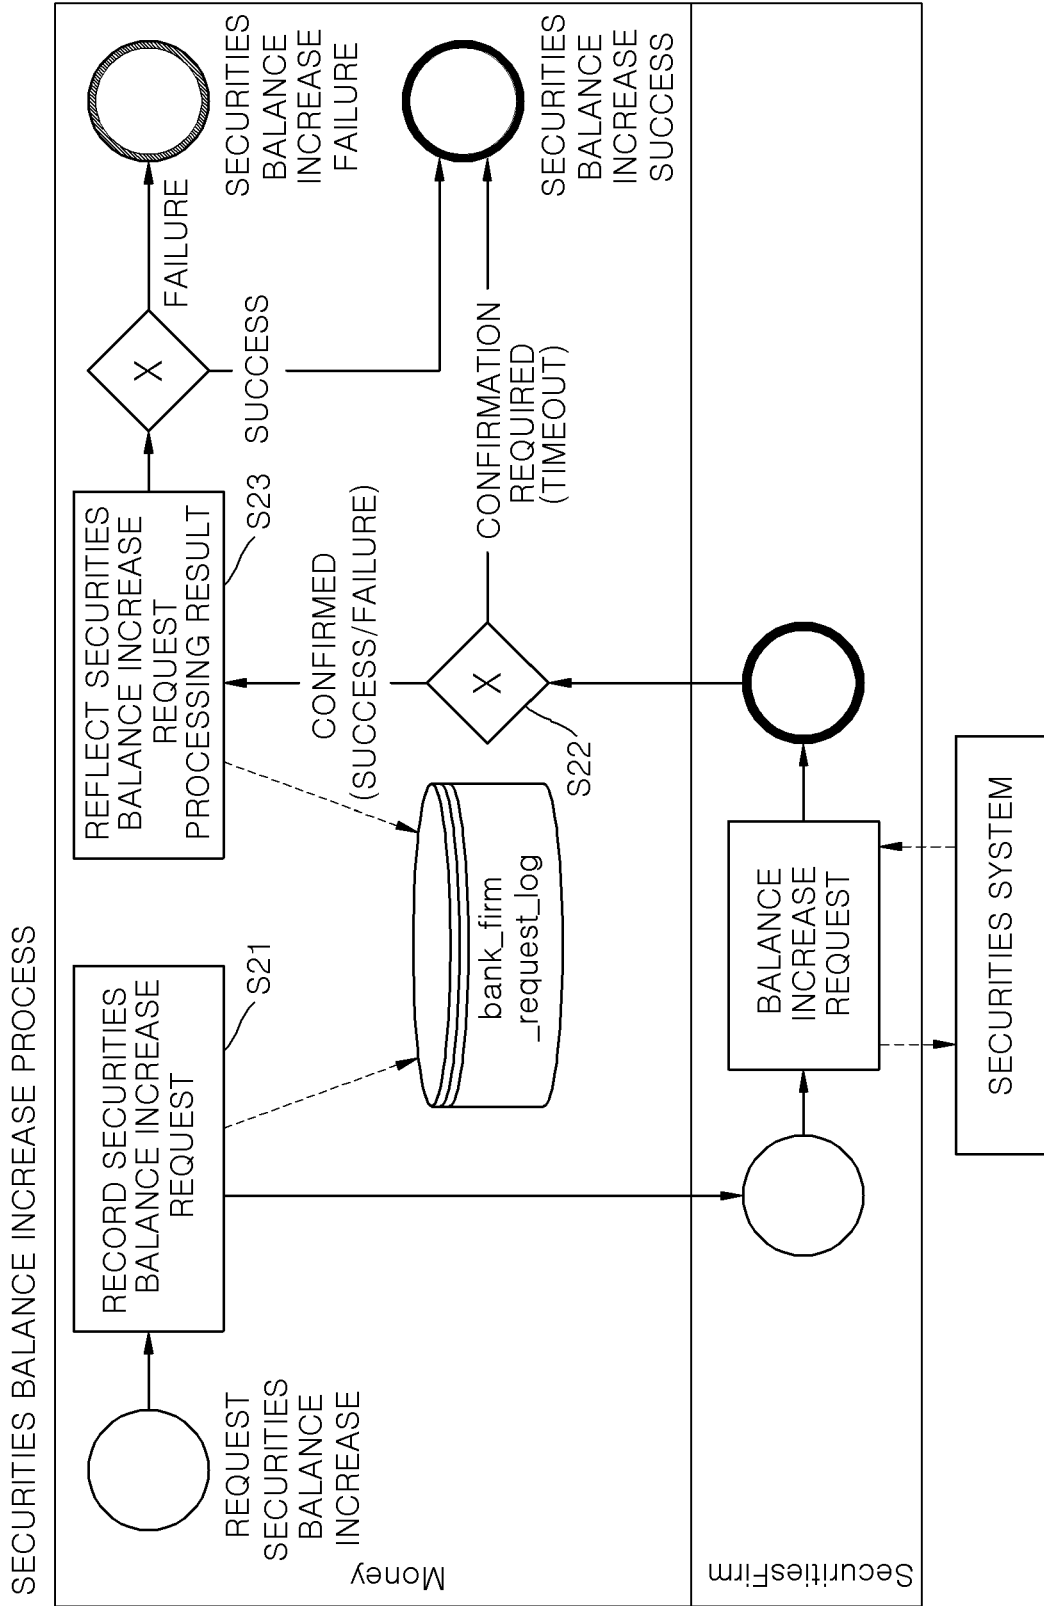 SECURITIES BALANCE INCREASE PROCESS
Money
REQUEST
SECURITIES
BALANCE
INCREASE
RECORD SECURITIES
BALANCE INCREASE
REQUEST
S21
bank_firm
_request_log
REFLECT SECURITIES
BALANCE INCREASE
REQUEST
PROCESSING RESULT
S23
CONFIRMED
(SUCCESS/FAILURE)
X
S22
CONFIRMATION
REQUIRED
(TIMEOUT)
X
FAILURE
SUCCESS
SECURITIES
BALANCE
INCREASE
FAILURE
SECURITIES
BALANCE
INCREASE
SUCCESS
SecuritiesFirm
BALANCE
INCREASE
REQUEST
SECURITIES SYSTEM